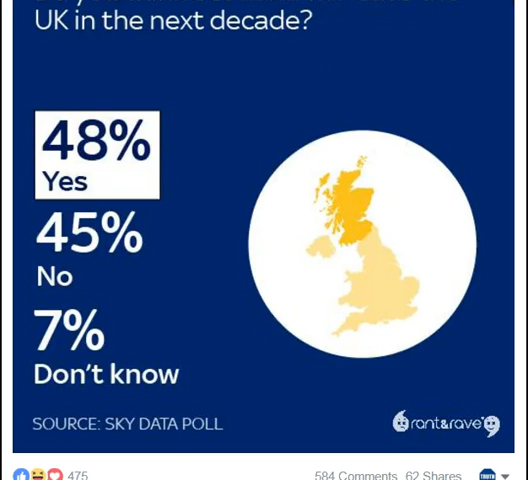 UK in the next decade?
48%
Yes
45%
No
7%
Don't know
SOURCE: SKY DATA POLL
rant&rave
475
584 Comments 62 Shares
TRUTH